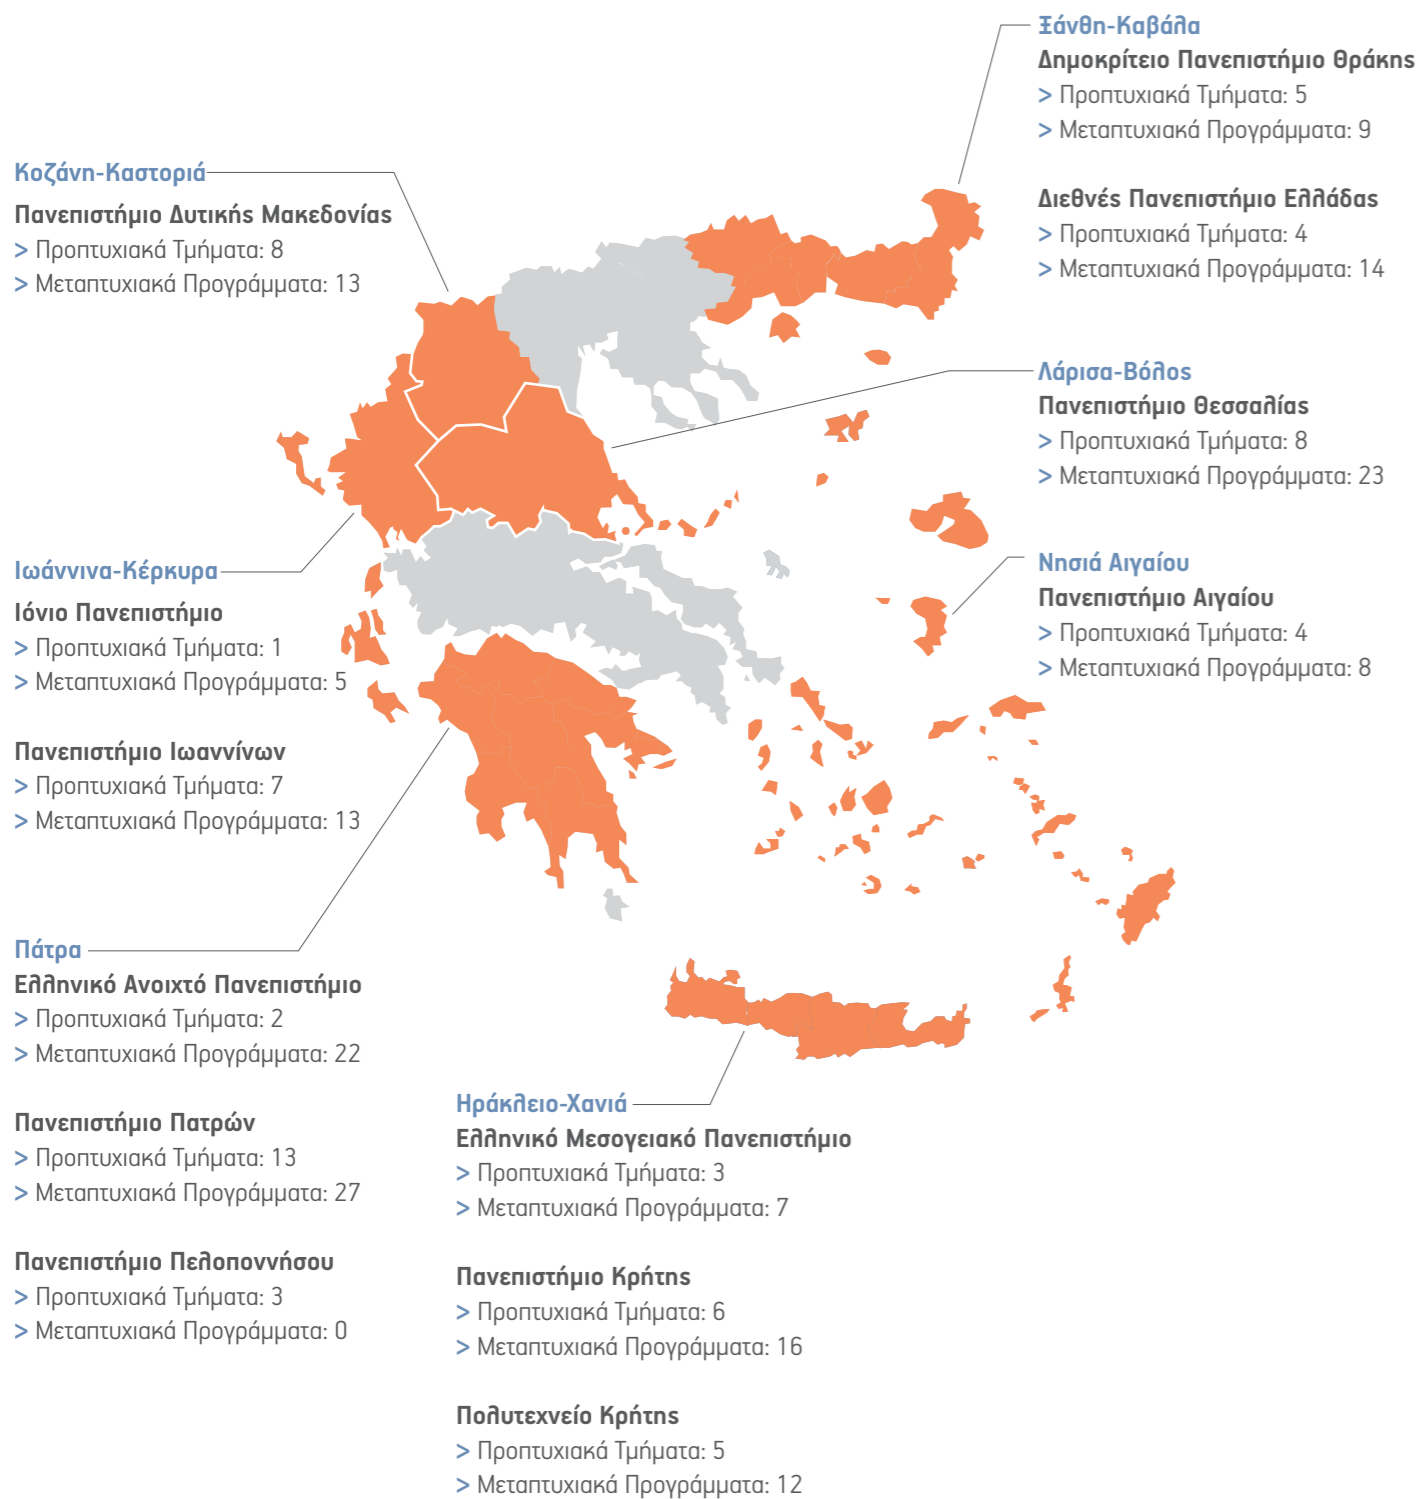 Ξάνθη-Καβάλα
Δημοκρίτειο Πανεπιστήμιο Θράκης
> Προπτυχιακά Τμήματα: 5
> Μεταπτυχιακά Προγράμματα: 9
Διεθνές Πανεπιστήμιο Ελλάδας
> Προπτυχιακά Τμήματα: 4
> Μεταπτυχιακά Προγράμματα: 14
Κοζάνη-Καστοριά
Πανεπιστήμιο Δυτικής Μακεδονίας
> Προπτυχιακά Τμήματα: 8
> Μεταπτυχιακά Προγράμματα: 13
Λάρισα-Βόλος
Πανεπιστήμιο Θεσσαλίας
> Προπτυχιακά Τμήματα: 8
> Μεταπτυχιακά Προγράμματα: 23
Νησιά Αιγαίου
Πανεπιστήμιο Αιγαίου
> Προπτυχιακά Τμήματα: 4
> Μεταπτυχιακά Προγράμματα: 8
Ιωάννινα-Κέρκυρα
Ιόνιο Πανεπιστήμιο
> Προπτυχιακά Τμήματα: 1
> Μεταπτυχιακά Προγράμματα: 5
Πανεπιστήμιο Ιωαννίνων
> Προπτυχιακά Τμήματα: 7
> Μεταπτυχιακά Προγράμματα: 13
Πάτρα
Ελληνικό Ανοιχτό Πανεπιστήμιο
> Προπτυχιακά Τμήματα: 2
> Μεταπτυχιακά Προγράμματα: 22
Πανεπιστήμιο Πατρών
> Προπτυχιακά Τμήματα: 13
> Μεταπτυχιακά Προγράμματα: 27
Πανεπιστήμιο Πελοποννήσου
> Προπτυχιακά Τμήματα: 3
> Μεταπτυχιακά Προγράμματα: 0
Ηράκλειο-Χανιά
Ελληνικό Μεσογειακό Πανεπιστήμιο
> Προπτυχιακά Τμήματα: 3
> Μεταπτυχιακά Προγράμματα: 7
Πανεπιστήμιο Κρήτης
> Προπτυχιακά Τμήματα: 6
> Μεταπτυχιακά Προγράμματα: 16
Πολυτεχνείο Κρήτης
> Προπτυχιακά Τμήματα: 5
> Μεταπτυχιακά Προγράμματα: 12